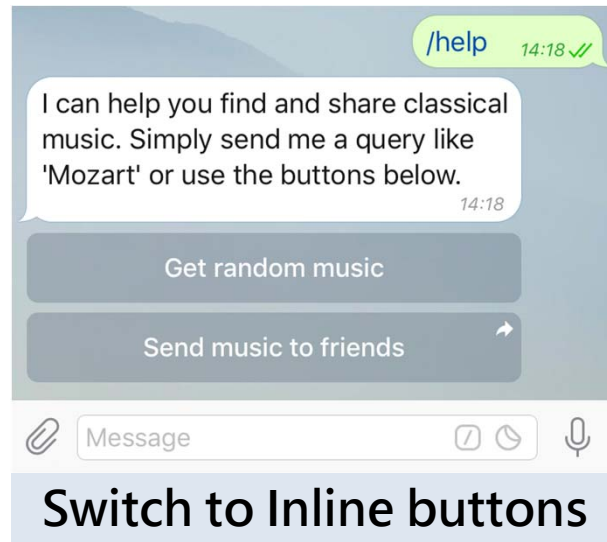 /help 14:18
I can help you find and share classical
music. Simply send me a query like
'Mozart' or use the buttons below.
14:18
Get random music
Send music to friends
Message
Switch to Inline buttons